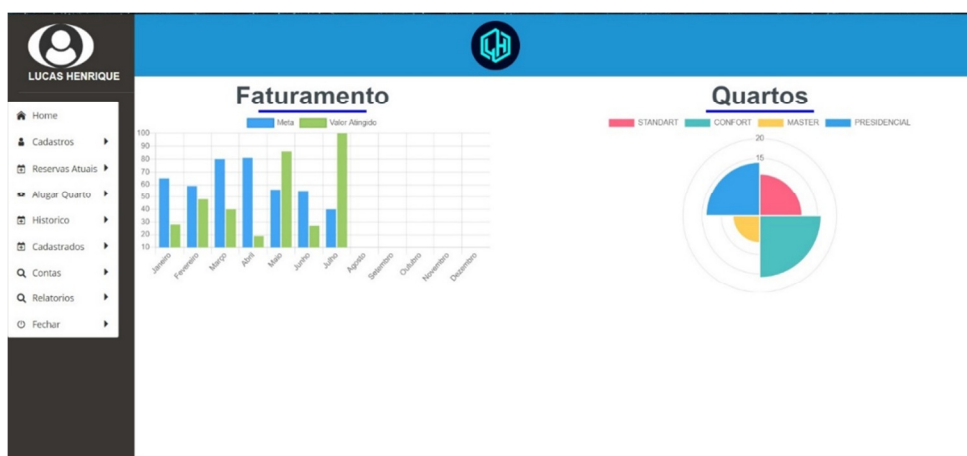 LUCAS HENRIQUE
Home
Cadastros
Reservas Atuais
Alugar Quarto
Historico
Cadastrados
Contas
Relatorios
Fechar
Faturamento
Meta Valor Atingido
100
90
80
70
60
50
40
30
20
10
Janeiro Fevereiro Março Abril Maio Junho Julho Agosto Setembro Outubro Novembro Dezembro
Quartos
STANDART CONFORT MASTER PRESIDENCIAL
20
15